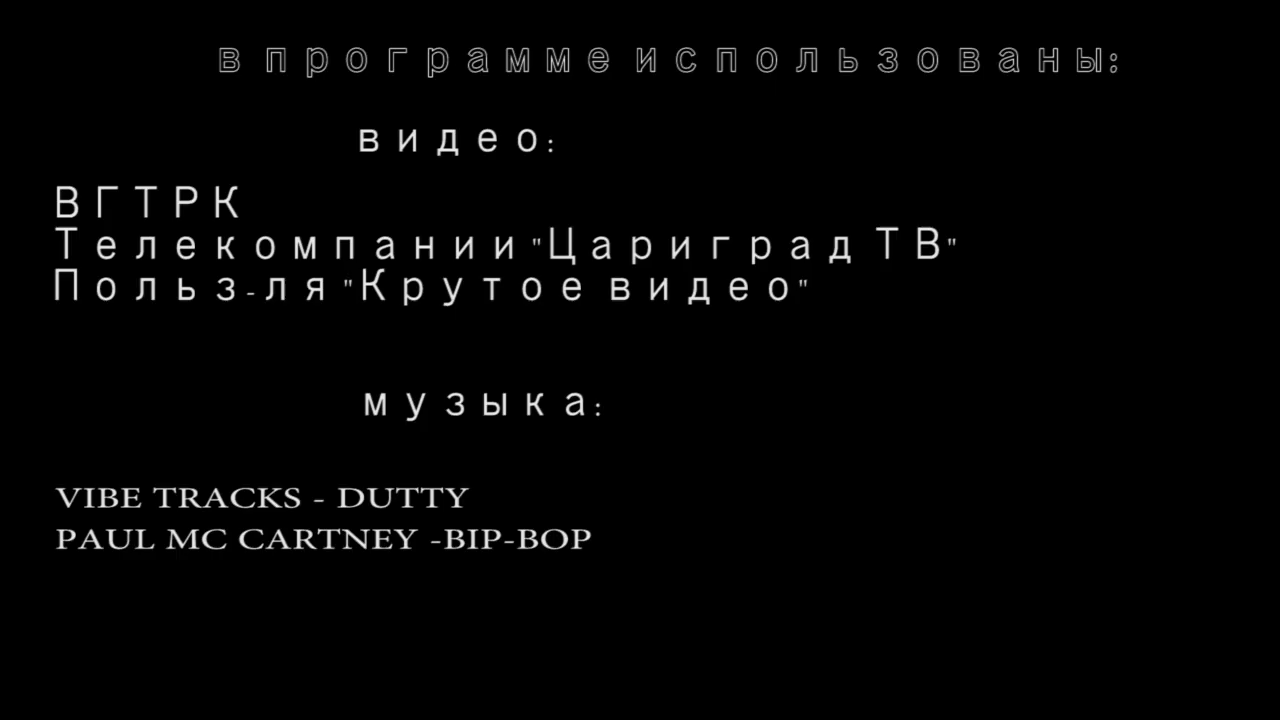 в программе использованы:
видео:
ВГТРК
Телекомпании "Цариград ТВ"
Польз-ля "Крутое видео"
музыка:
VIBE TRACKS - DUTTY
PAUL MC CARTNEY -BIP-BOP